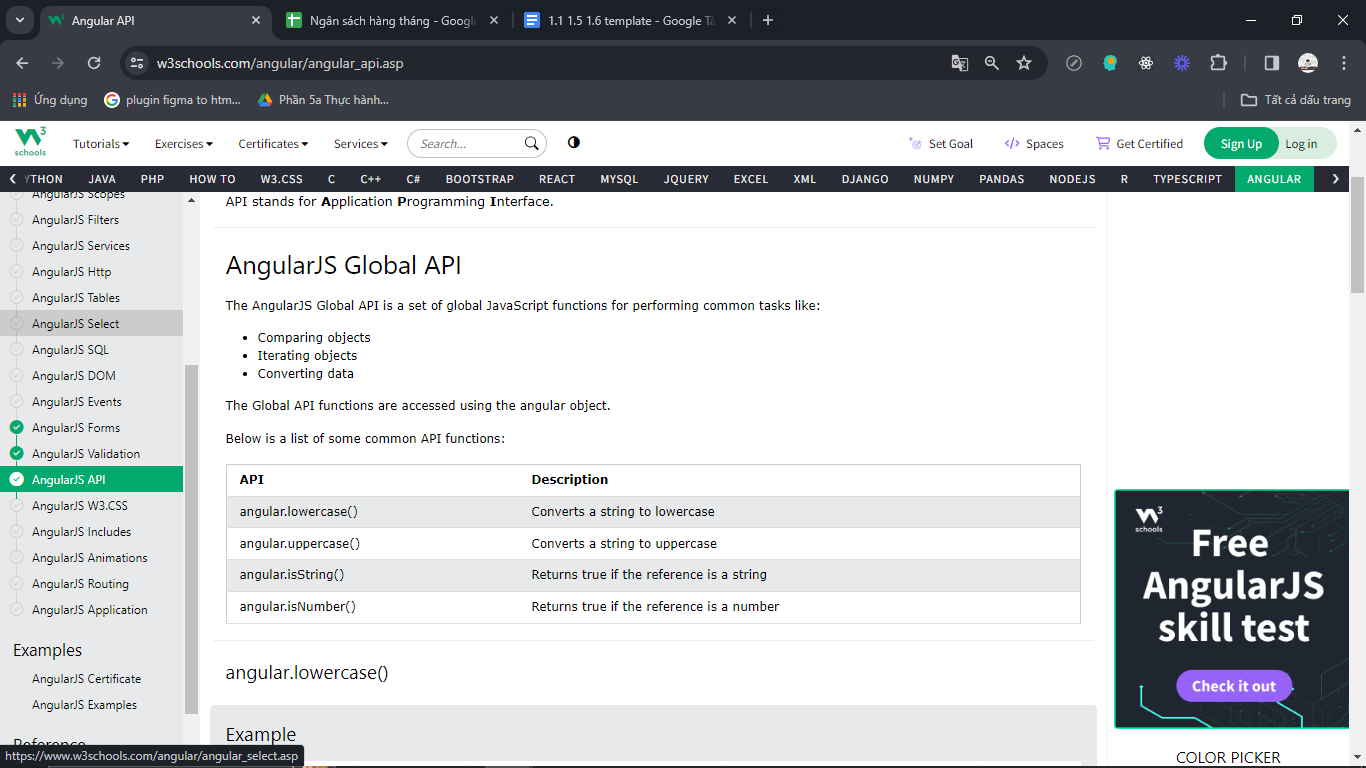 Angular API
Ngân sách hàng tháng - Google
1.1 1.5 1.6 template - Google Tà
w3schools.com/angular/angular_api.asp
Ứng dụng
plugin figma to htm...
Phần 5a Thực hành...
Tất cả dấu trang
W3
schools
Tutorials
Exercises
Certificates
Services
Search...
Set Goal
Spaces
Get Certified
Sign Up
Log in
YTHON JAVA PHP HOW TO W3.CSS C C++ C# BOOTSTRAP REACT MYSQL JQUERY EXCEL XML DJANGO NUMPY PANDAS NODEJS R TYPESCRIPT ANGULAR
AngularJS Scopes
AngularJS Filters
AngularJS Services
AngularJS Http
AngularJS Tables
AngularJS Select
AngularJS SQL
AngularJS DOM
AngularJS Events
AngularJS Forms
AngularJS Validation
AngularJS API
AngularJS W3.CSS
AngularJS Includes
AngularJS Animations
AngularJS Routing
AngularJS Application
Examples
AngularJS Certificate
AngularJS Examples
Reference
https://www.w3schools.com/angular/angular_select.asp
API stands for Application Programming Interface.
AngularJS Global API
The AngularJS Global API is a set of global JavaScript functions for performing common tasks like:
• Comparing objects
• Iterating objects
• Converting data
The Global API functions are accessed using the angular object.
Below is a list of some common API functions:
API Description
angular.lowercase() Converts a string to lowercase
angular.uppercase() Converts a string to uppercase
angular.isString() Returns true if the reference is a string
angular.isNumber() Returns true if the reference is a number
angular.lowercase()
Example
W3
schools
Free
AngularJS
skill test
Check it out
COLOR PICKER